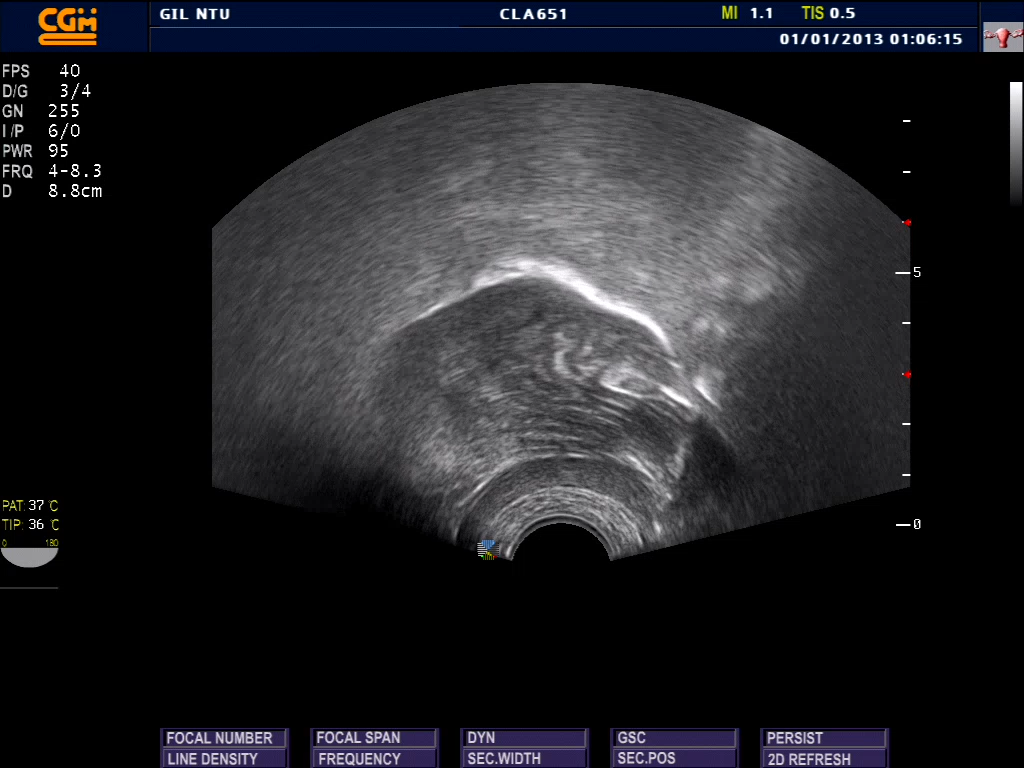 CGM
GIL NTU CLA651 MI 1.1 TIS 0.5
01/01/2013 01:06:15
FPS 40
D/G 3/4
GN 255
I/P 6/0
PWR 95
FRQ 4-8.3
D 8.8cm
5
PAT: 37 °C
TIP: 36 °C
0 180
0
FOCAL NUMBER FOCAL SPAN DYN GSC PERSIST
LINE DENSITY FREQUENCY SEC.WIDTH SEC.POS 2D REFRESH